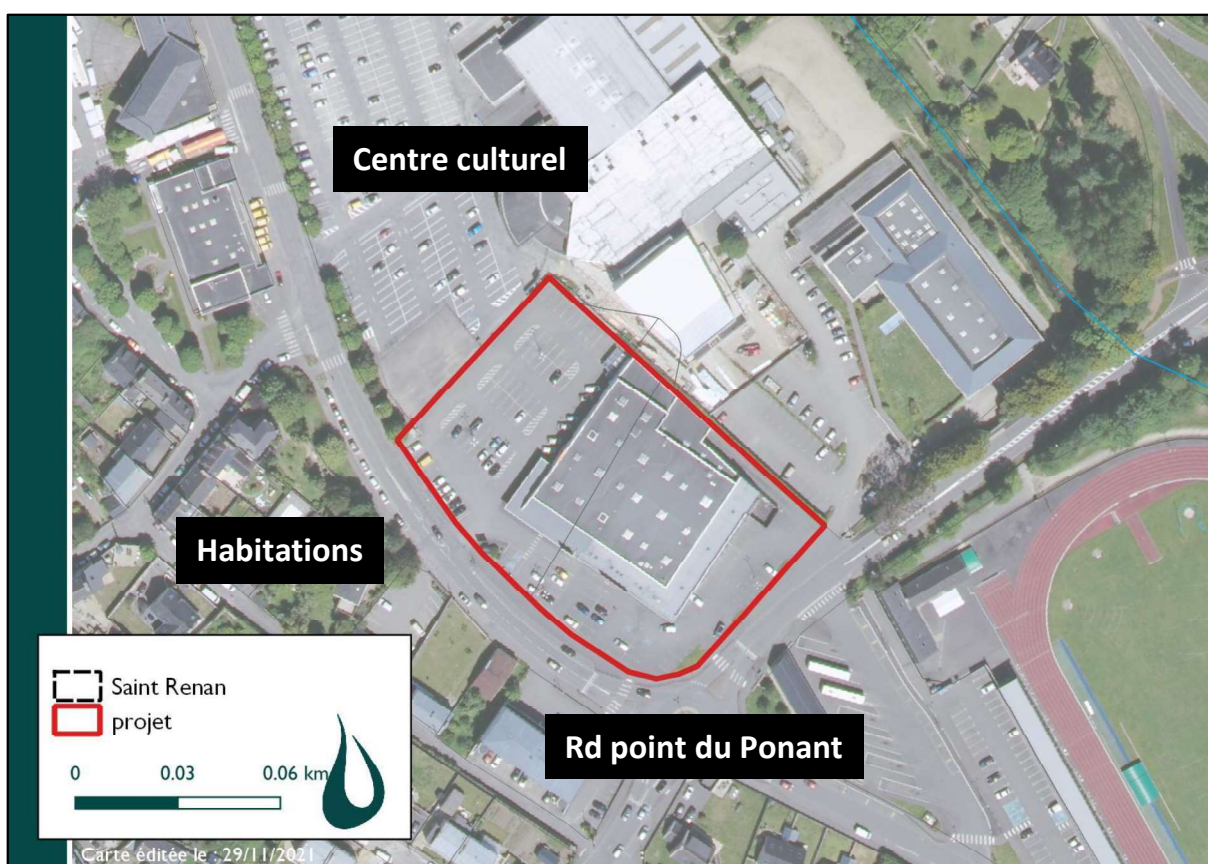 Centre culturel
Habitations
Rd point du Ponant
Saint Renan
projet
0 0.03 0.06 km
Carte éditée le : 29/11/2021